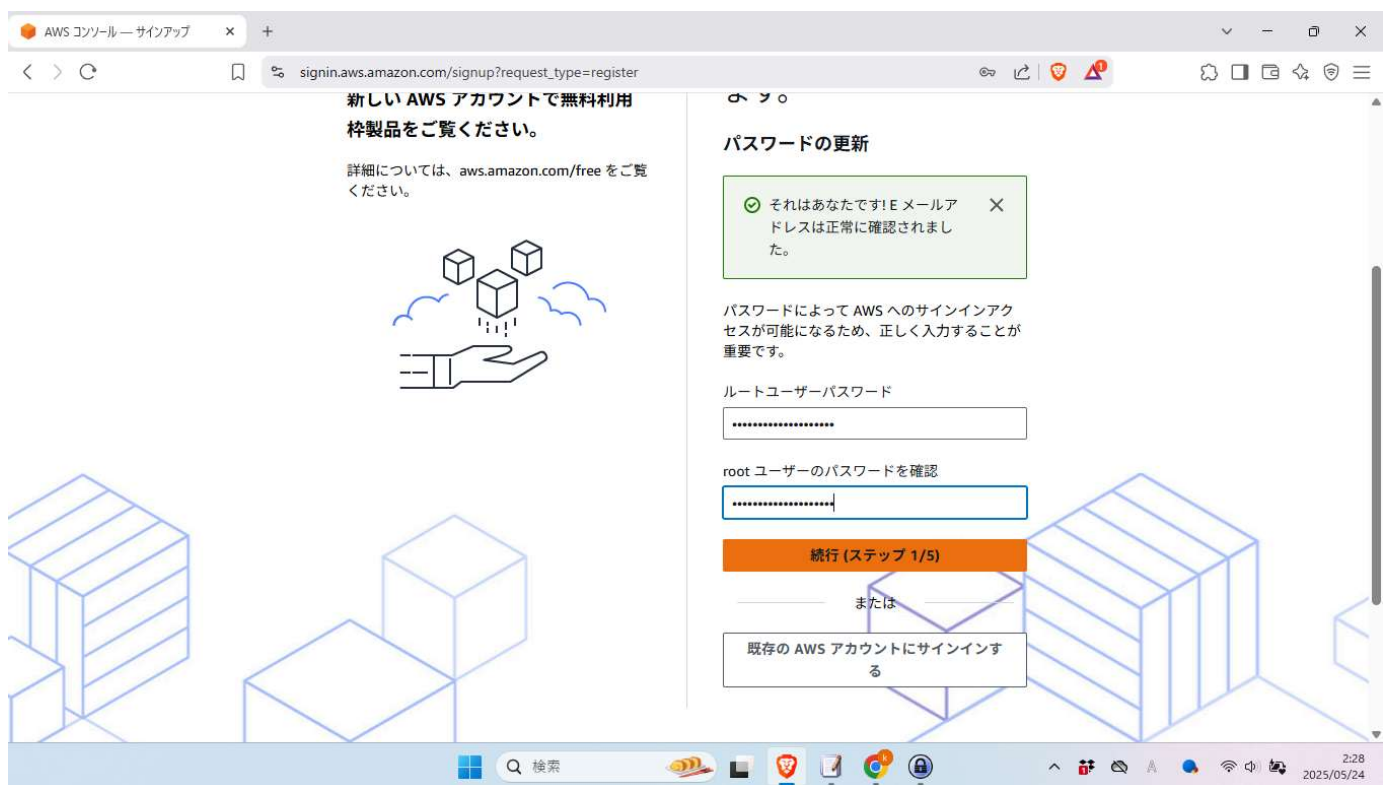 AWS コンソール — サインアップ
signin.aws.amazon.com/signup?request_type=register
1
新しい AWS アカウントで無料利用
枠製品をご覧ください。
詳細については、aws.amazon.com/free をご覧
ください。
ます。
パスワードの更新
それはあなたです! E メールア
ドレスは正常に確認されまし
た。
パスワードによって AWS へのサインインアク
セスが可能になるため、正しく入力することが
重要です。
ルートユーザーパスワード
root ユーザーのパスワードを確認
続行 (ステップ 1/5)
または
既存の AWS アカウントにサインインす
る
検索
k
A
2:28
2025/05/24